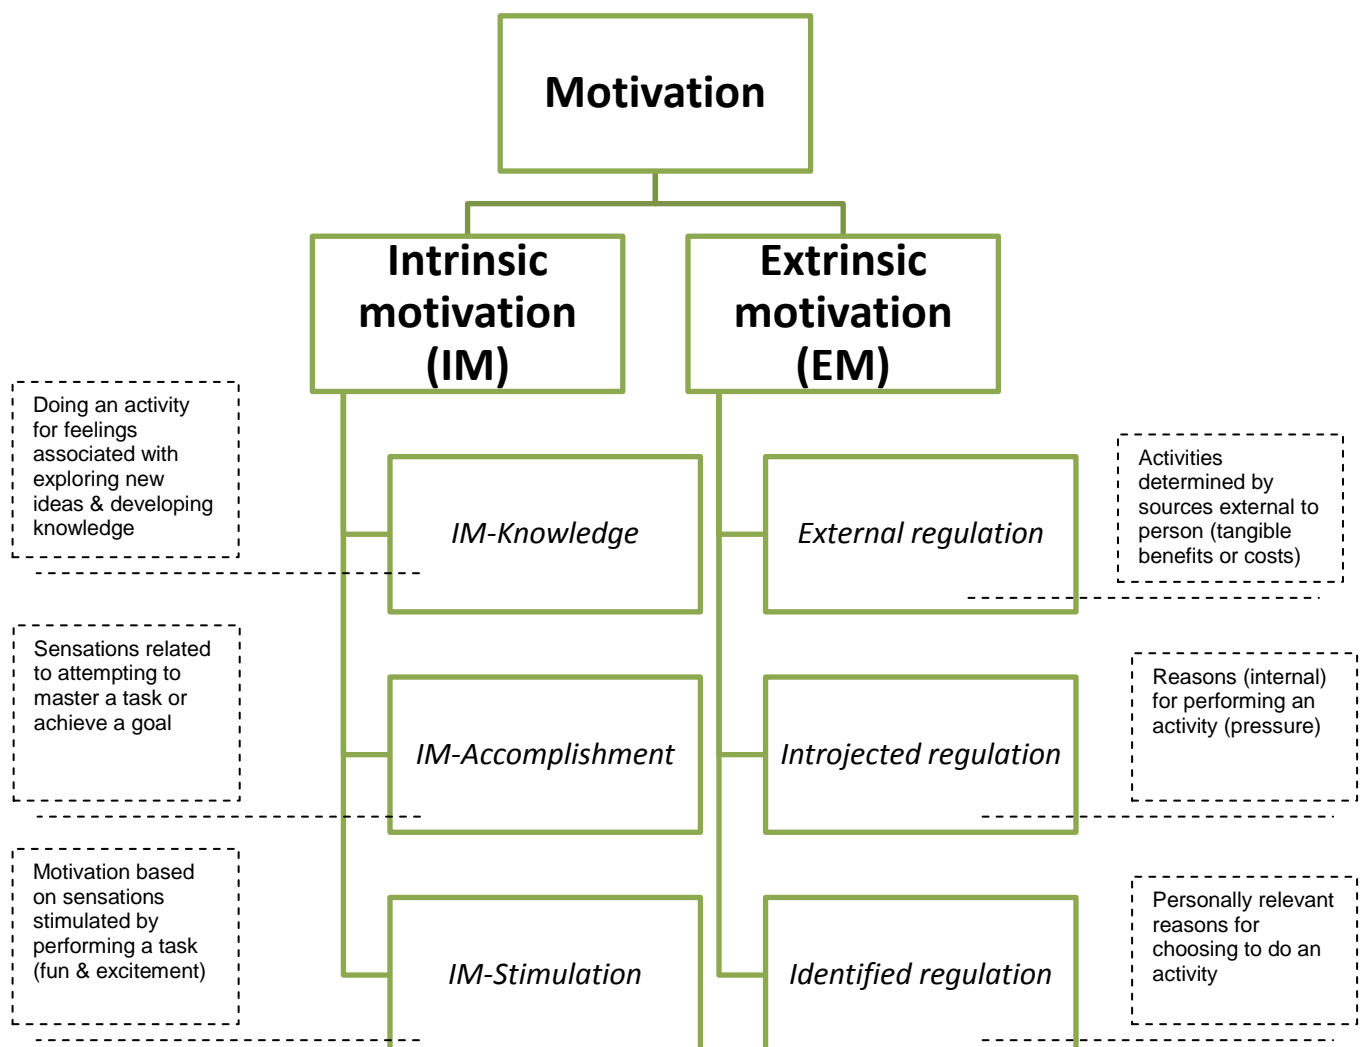 Motivation
Intrinsic
motivation
(IM)
Extrinsic
motivation
(EM)
Doing an activity
for feelings
associated with
exploring new
ideas & developing
knowledge
IM-Knowledge
External regulation
Activities
determined by
sources external to
person (tangible
benefits or costs)
Sensations related
to attempting to
master a task or
achieve a goal
IM-Accomplishment
Introjected regulation
Reasons (internal)
for performing an
activity (pressure)
Motivation based
on sensations
stimulated by
performing a task
(fun & excitement)
IM-Stimulation
Identified regulation
Personally relevant
reasons for
choosing to do an
activity